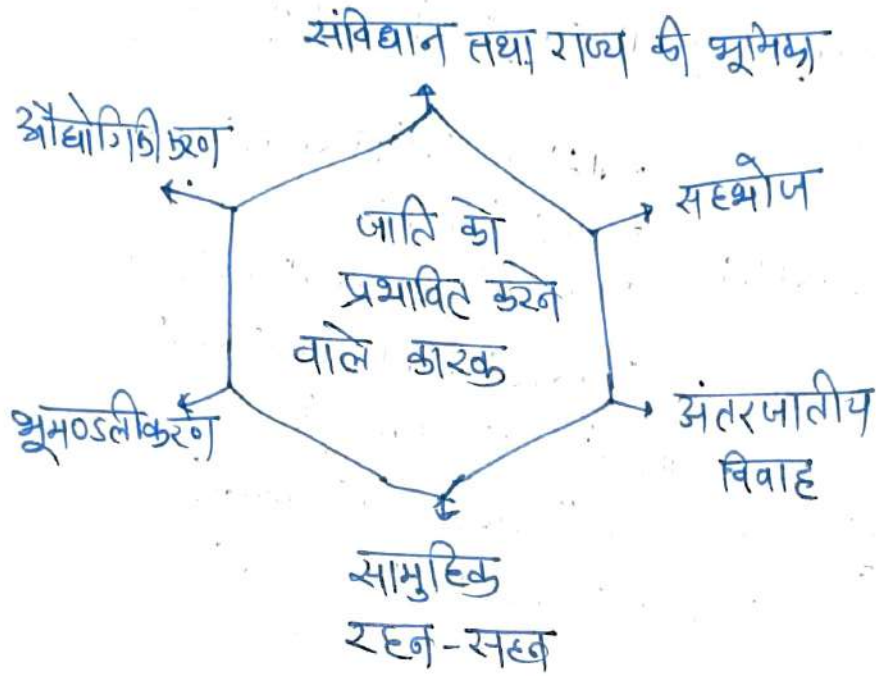 संविधान तथा राज्य की भूमिका
औद्योगिकीकरण
सहभोज
जाति को
प्रभावित करने
वाले कारक
भूमण्डलीकरण
अंतरजातीय
विवाह
सामुहिक
रहन-सहन